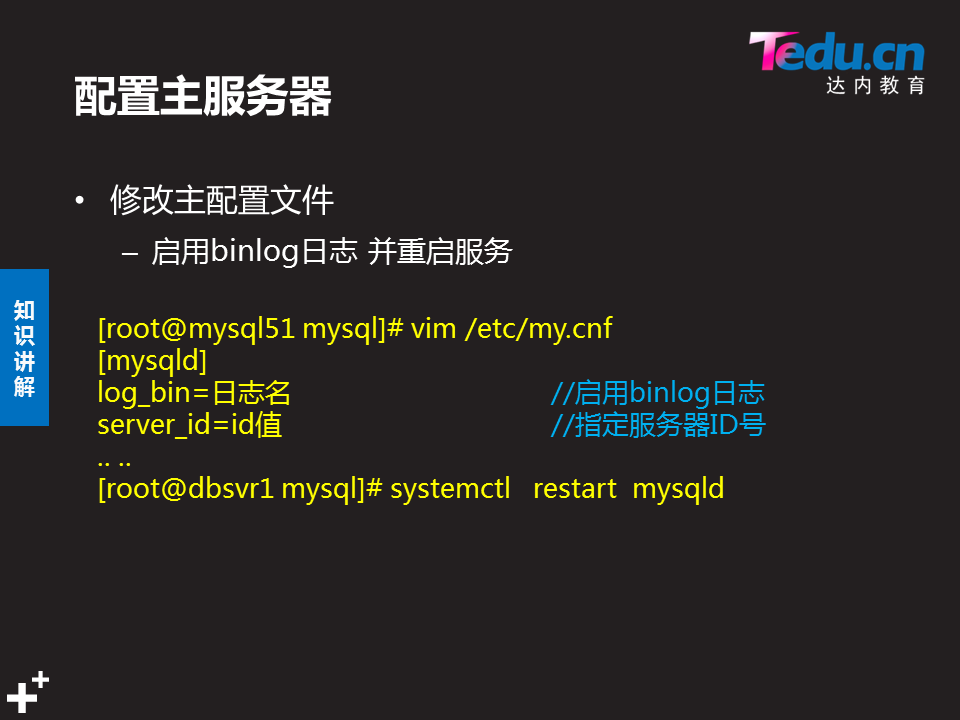 Tedu.cn
达内教育
配置主服务器
• 修改主配置文件
– 启用binlog日志 并重启服务
知识讲解
[root@mysql51 mysql]# vim /etc/my.cnf
[mysqld]
log_bin=日志名 //启用binlog日志
server_id=id值 //指定服务器ID号
.. ..
[root@dbsvr1 mysql]# systemctl restart mysqld